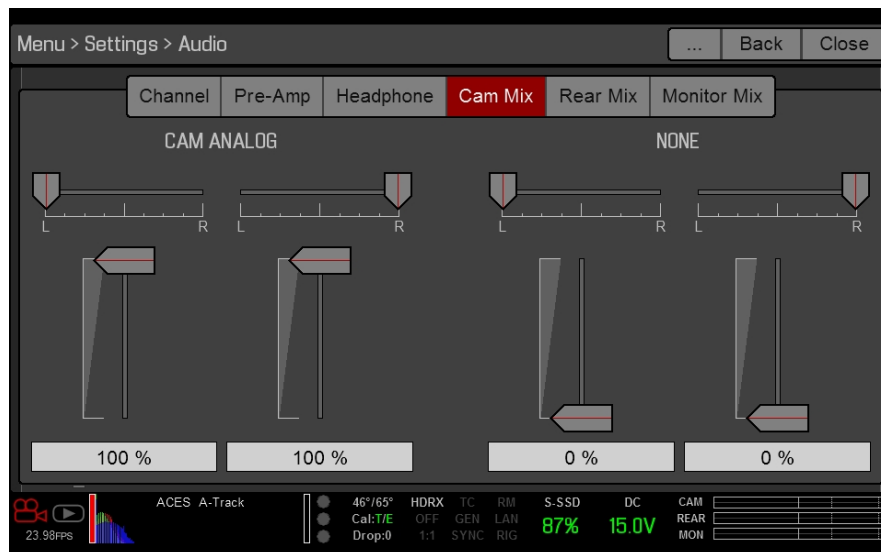 Menu > Settings > Audio ... Back Close
Channel Pre-Amp Headphone Cam Mix Rear Mix Monitor Mix
CAM ANALOG NONE
L R L R L R L R
100 % 100 % 0 % 0 %
ACES A-Track 46°/65° HDRX TC RM S-SSD DC CAM
Cal:T/E OFF GEN LAN 87% 15.0V REAR
23.98FPS Drop:0 1:1 SYNC RIG MON